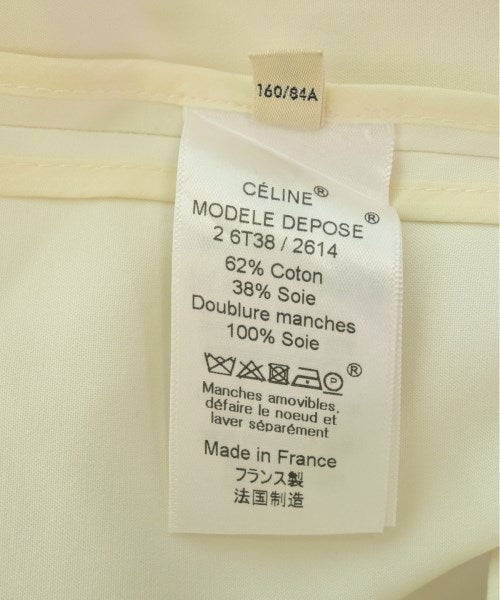 160/84A
CÉLINE®
MODELE DEPOSE®
2 6T38 / 2614
62% Coton
38% Soie
Doublure manches
100% Soie
P ®
Manches amovibles,
défaire le noeud et
laver séparément
Made in France
フランス製
法国制造